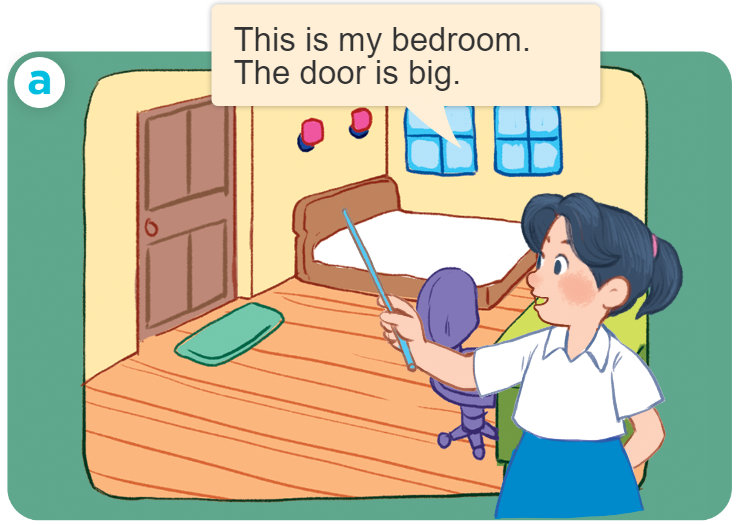 a
This is my bedroom.
The door is big.